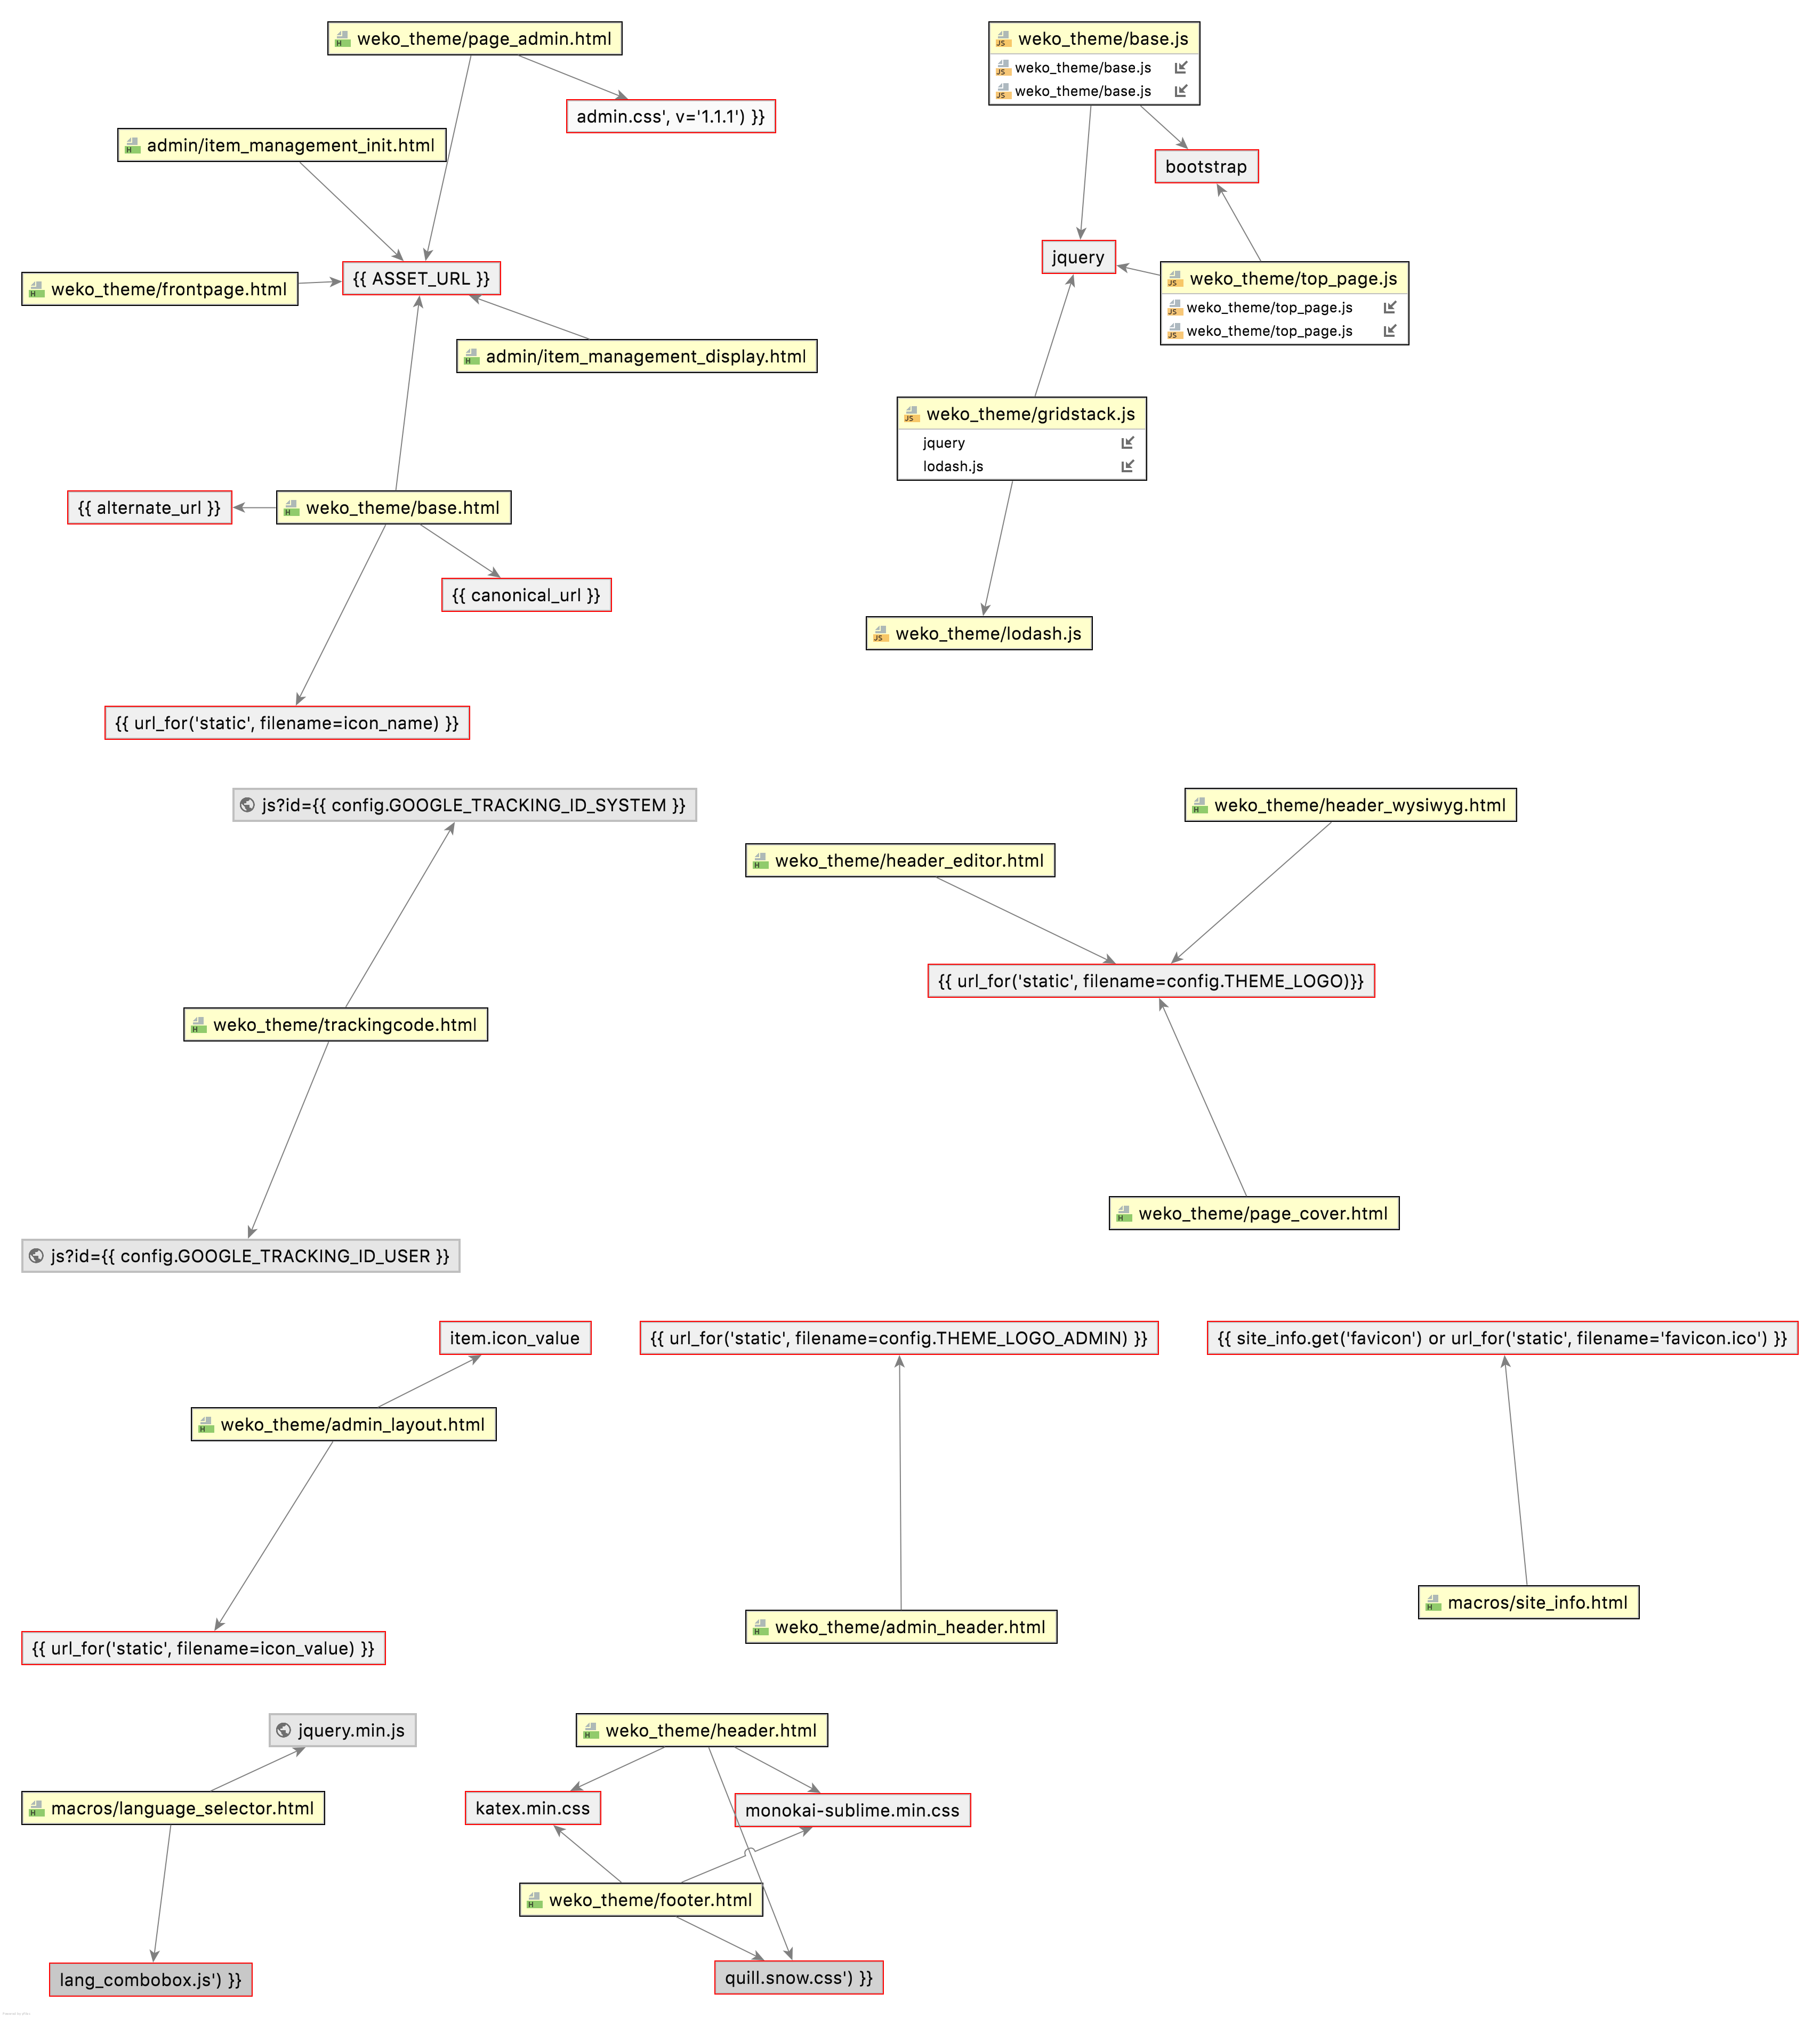 weko_theme/page_admin.html
admin.css', v='1.1.1') }}
admin/item_management_init.html
{{ ASSET_URL }}
weko_theme/frontpage.html
admin/item_management_display.html
{{ alternate_url }}
weko_theme/base.html
{{ canonical_url }}
{{ url_for('static', filename=icon_name) }}
weko_theme/base.js
weko_theme/base.js
weko_theme/base.js
bootstrap
jquery
weko_theme/top_page.js
weko_theme/top_page.js
weko_theme/top_page.js
weko_theme/gridstack.js
jquery
lodash.js
weko_theme/lodash.js
js?id={{ config.GOOGLE_TRACKING_ID_SYSTEM }}
weko_theme/trackingcode.html
js?id={{ config.GOOGLE_TRACKING_ID_USER }}
weko_theme/header_wysiwyg.html
weko_theme/header_editor.html
{{ url_for('static', filename=config.THEME_LOGO)}}
weko_theme/page_cover.html
item.icon_value
weko_theme/admin_layout.html
{{ url_for('static', filename=icon_value) }}
{{ url_for('static', filename=config.THEME_LOGO_ADMIN) }}
weko_theme/admin_header.html
{{ site_info.get('favicon') or url_for('static', filename='favicon.ico') }}
macros/site_info.html
jquery.min.js
macros/language_selector.html
lang_combobox.js') }}
weko_theme/header.html
katex.min.css
monokai-sublime.min.css
weko_theme/footer.html
quill.snow.css') }}